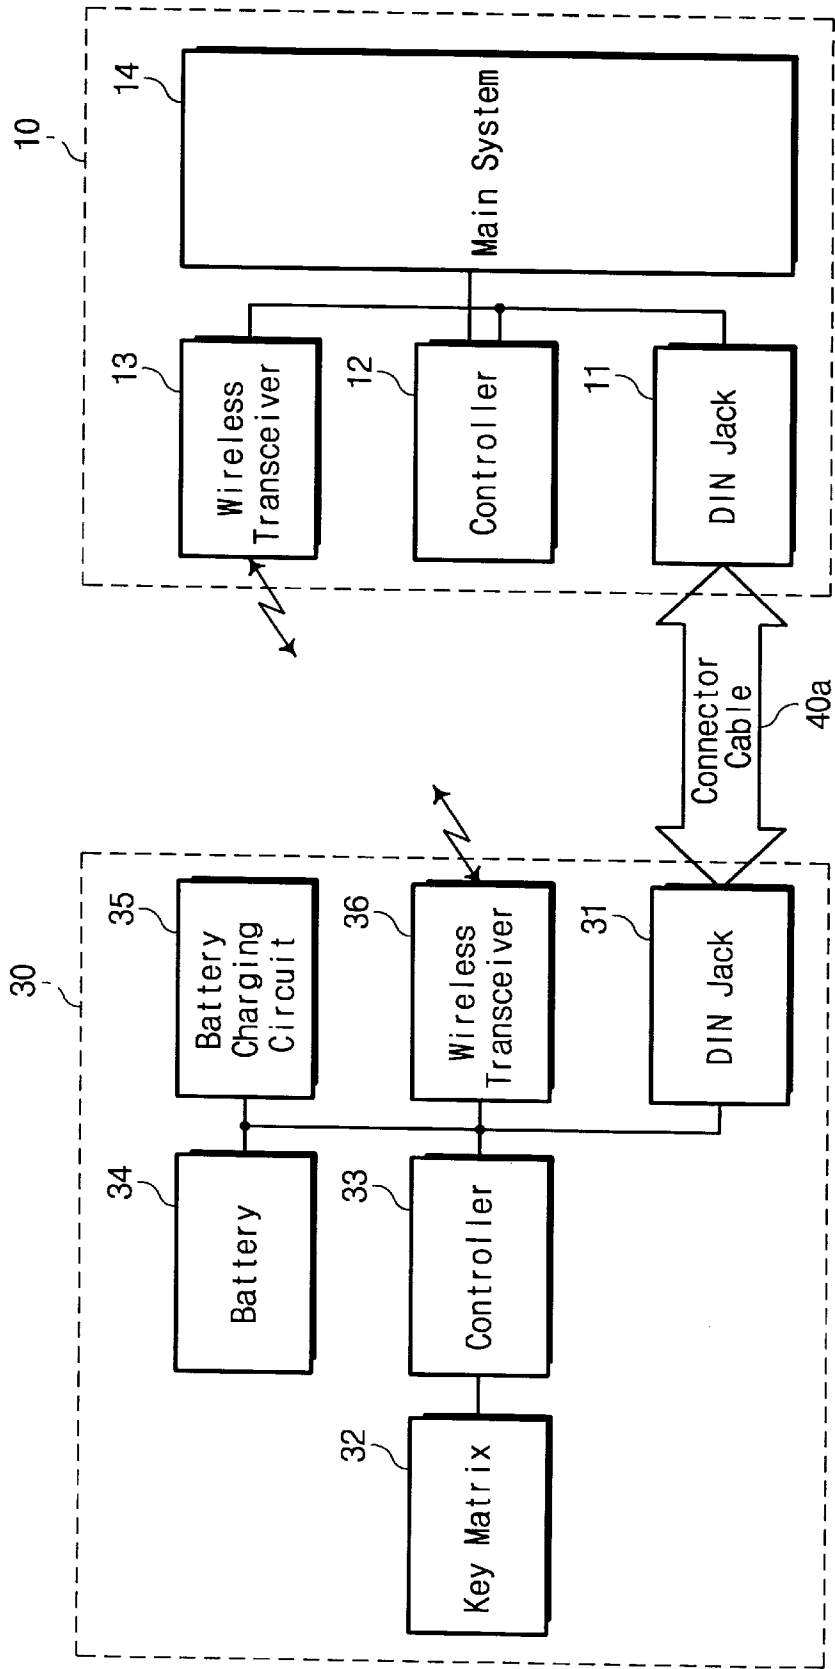 30
10
34
Battery
35
Battery
Charging
Circuit
13
Wireless
Transceiver
14
Main System
32
Key Matrix
33
Controller
36
Wireless
Transceiver
12
Controller
31
DIN Jack
Connector
Cable
40a
11
DIN Jack